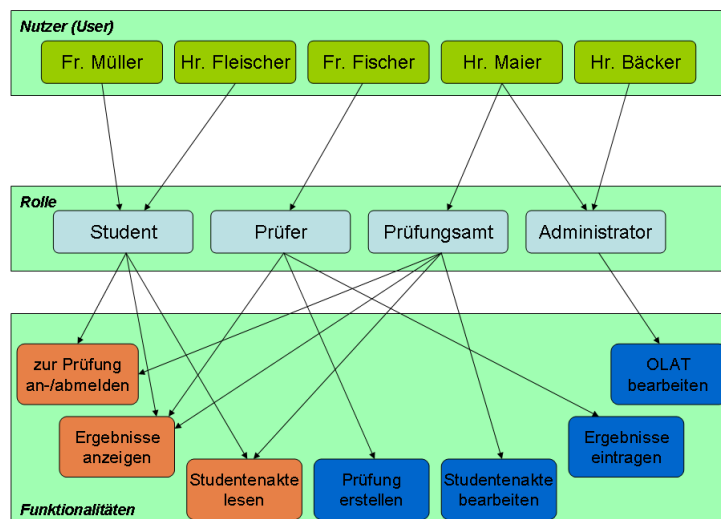 Nutzer (User)
Fr. Müller
Hr. Fleischer
Fr. Fischer
Hr. Maier
Hr. Bäcker
Rolle
Student
Prüfer
Prüfungsamt
Administrator
zur Prüfung
an-/abmelden
OLAT
bearbeiten
Ergebnisse
anzeigen
Ergebnisse
eintragen
Studentenakte
lesen
Prüfung
erstellen
Studentenakte
bearbeiten
Funktionalitäten